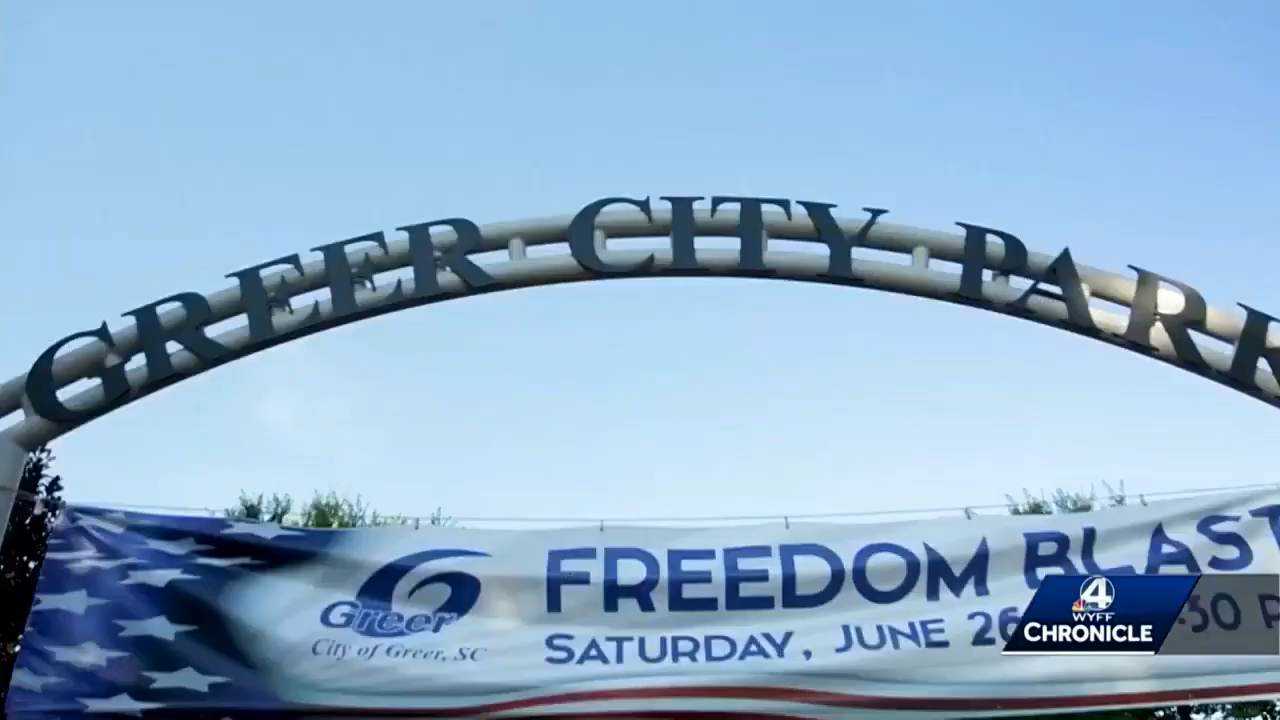 GREER CITY PARK
FREEDOM BLAST
Greer
SATURDAY, JUNE 26
City of Greer, SC
4
WYFF
CHRONICLE